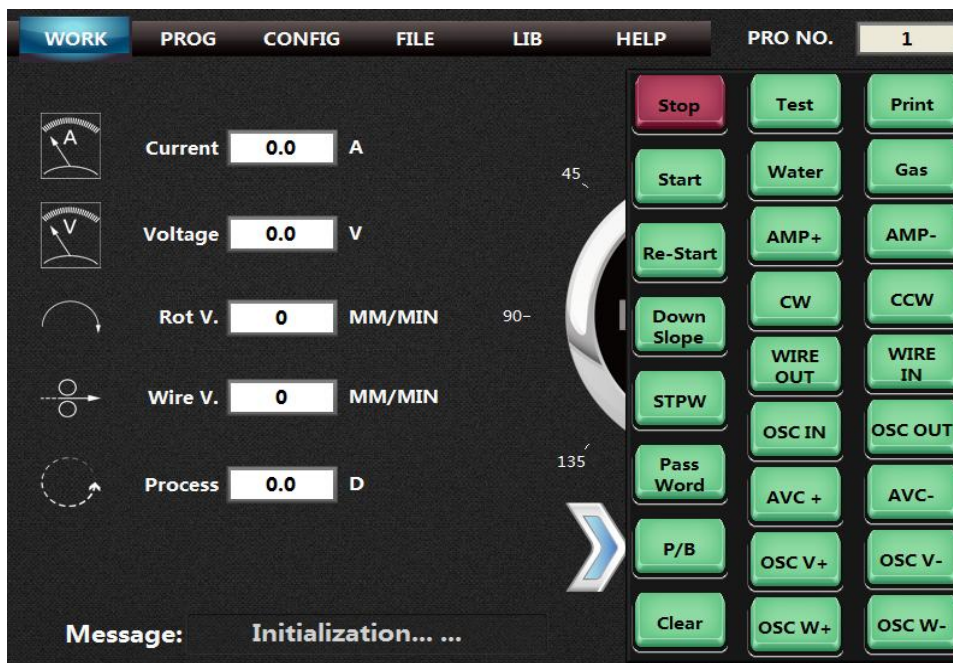 WORK PROG CONFIG FILE LIB HELP PRO NO. 1
Stop Test Print
A
Current 0.0 A
45
Start Water Gas
V
Voltage 0.0 V
Re-Start AMP+ AMP-
Rot V. 0 MM/MIN
90-
Down
Slope
CW CCW
Wire V. 0 MM/MIN
STPW
WIRE
OUT
WIRE
IN
OSC IN OSC OUT
135
Process 0.0 D
Pass
Word
AVC + AVC-
P/B OSC V+ OSC V-
Message: Initialization... ...
Clear OSC W+ OSC W-